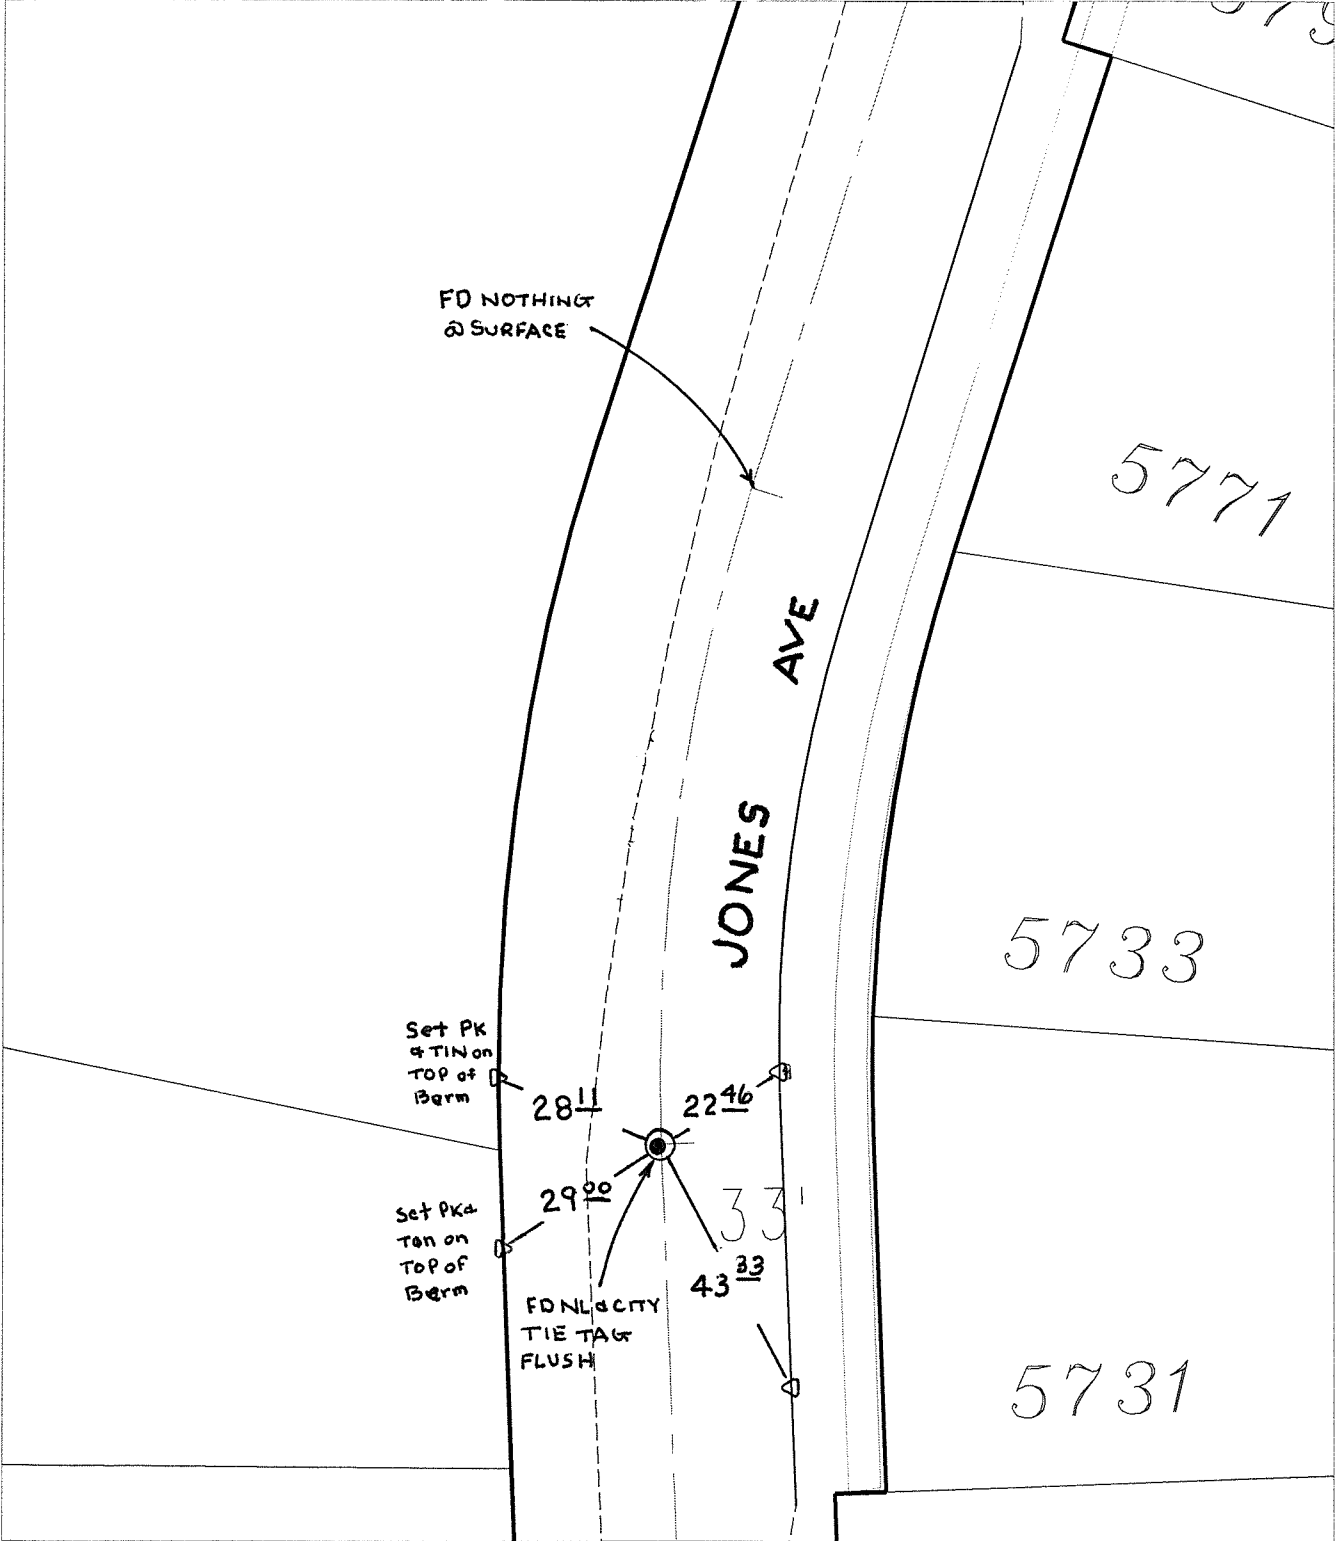 FD NOTHING
@ SURFACE
5771
AVE
JONES
5733
Set PK
& TIN on
TOP of
Berm
28 11
22 46
29 00
33'
Set PK &
Tin on
TOP OF
Berm
43 33
FD NL & CITY
TIE TAG
FLUSH
5731